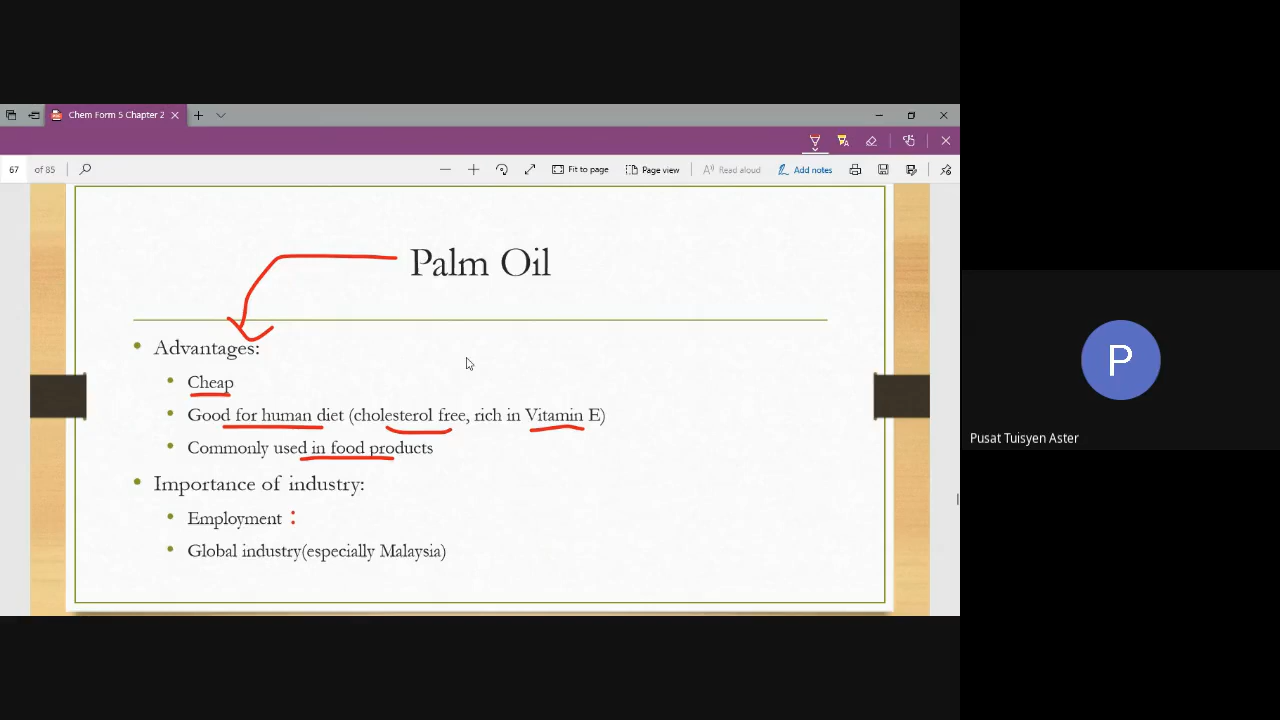 Chem Form 5 Chapter 2
67 of 85
Fit to page
Page view
Read aloud
Add notes
Palm Oil
Advantages:
Cheap
Good for human diet (cholesterol free, rich in Vitamin E)
Commonly used in food products
Importance of industry:
Employment :
Global industry(especially Malaysia)
P
Pusat Tuisyen Aster